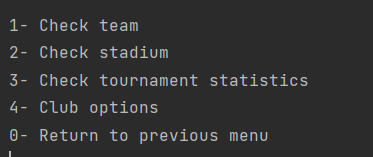 1- Check team
2- Check stadium
3- Check tournament statistics
4- Club options
0- Return to previous menu